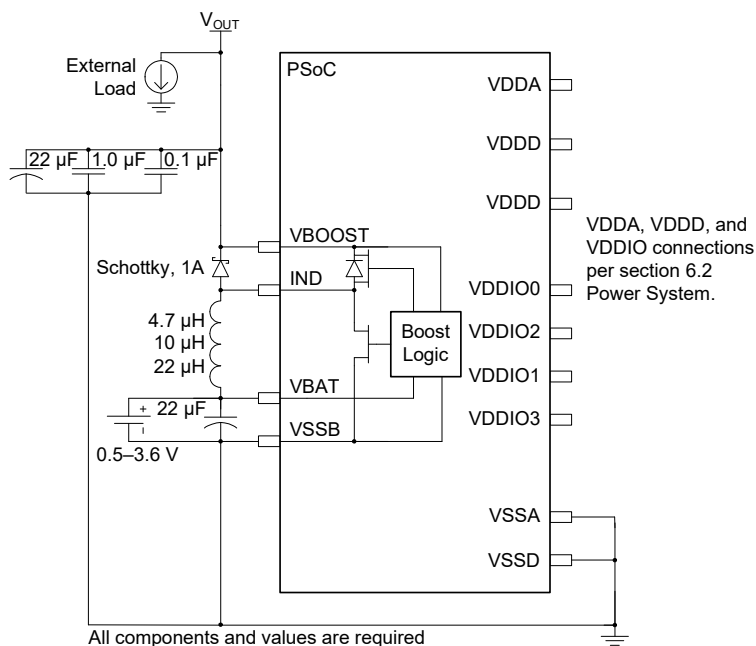 VOUT
External
Load
PSoC
VDDA
VDDD
22 µF 1.0 µF 0.1 µF
VDDD
VDDA, VDDD, and
VDDIO connections
per section 6.2
Power System.
VBOOST
Schottky, 1A
IND
VDDIO0
4.7 µH
10 µH
22 µH
Boost
Logic
VDDIO2
VDDIO1
VBAT
22 µF
+
–
VDDIO3
VSSB
0.5–3.6 V
VSSA
VSSD
All components and values are required